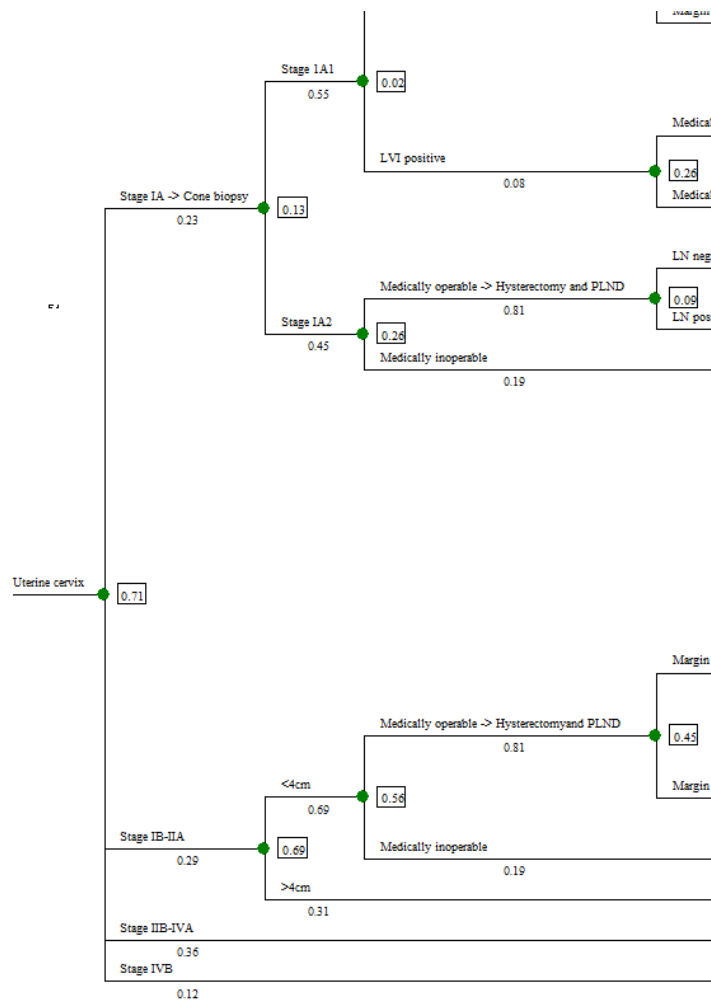 Stage 1A1
0.55
0.02
Medical
LVI positive
0.08
0.26
Medical
Stage IA -> Cone biopsy
0.23
0.13
LN neg
Medically operable -> Hysterectomy and PLND
0.81
0.09
LN pos
Stage IA2
0.45
0.26
Medically inoperable
0.19
Uterine cervix
0.71
Margin
Medically operable -> Hysterectomyand PLND
0.81
0.45
Margin
<4cm
0.69
0.56
Stage IB-IIA
0.29
0.69
Medically inoperable
0.19
>4cm
0.31
Stage IIB-IVA
0.36
Stage IVB
0.12